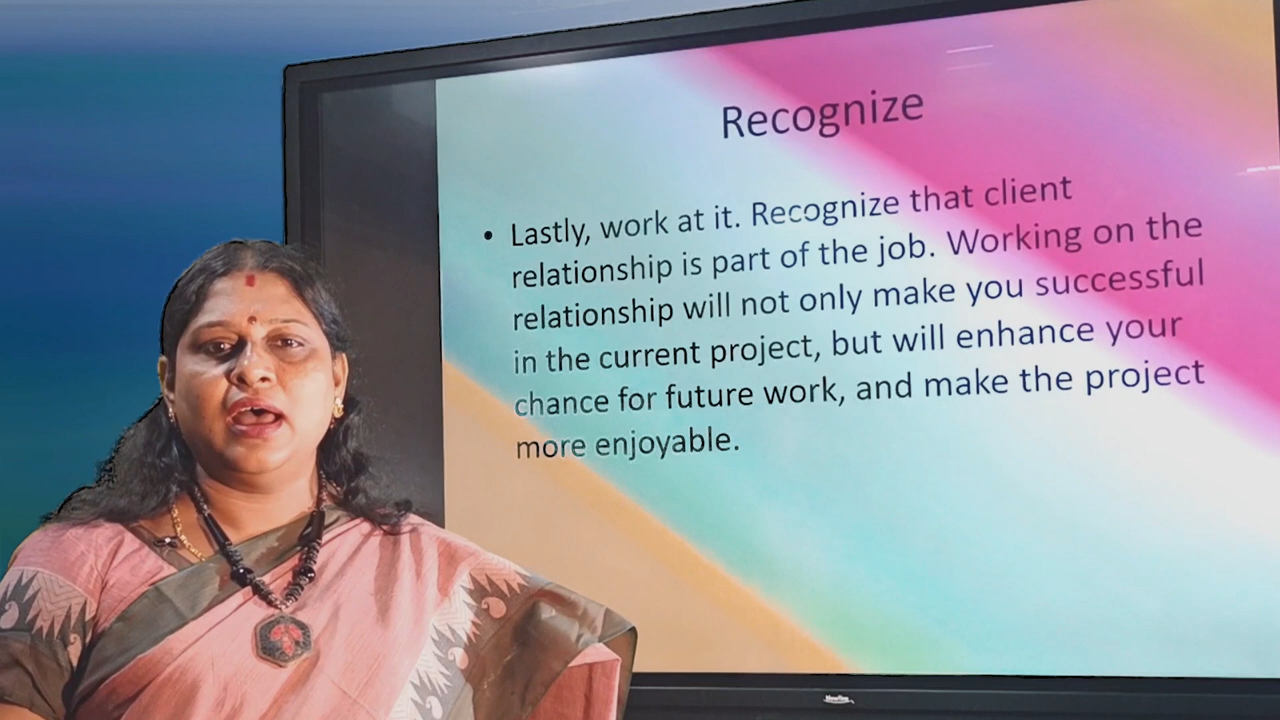 Recognize
• Lastly, work at it. Recognize that client
relationship is part of the job. Working on the
relationship will not only make you successful
in the current project, but will enhance your
chance for future work, and make the project
more enjoyable.